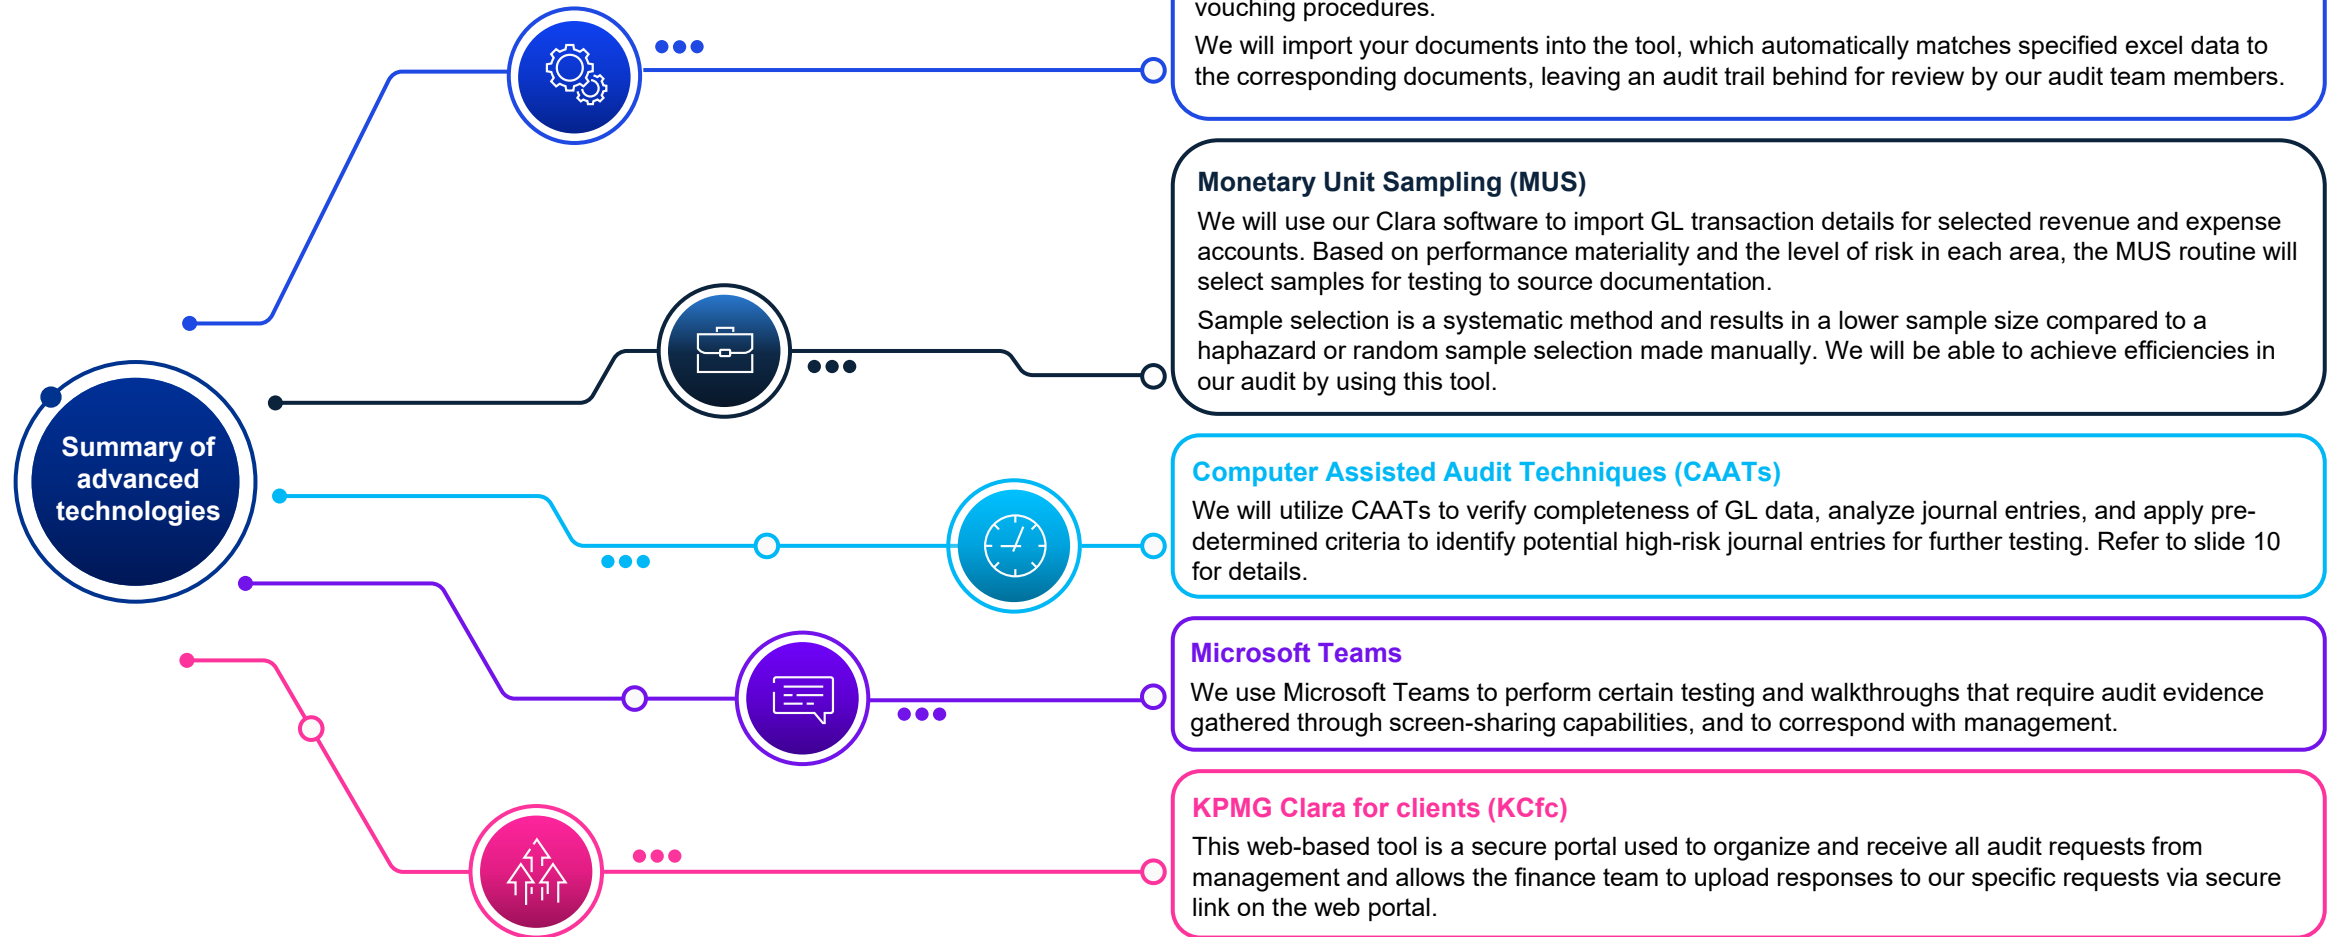 vouching procedures.
We will import your documents into the tool, which automatically matches specified excel data to
the corresponding documents, leaving an audit trail behind for review by our audit team members.
Monetary Unit Sampling (MUS)
We will use our Clara software to import GL transaction details for selected revenue and expense
accounts. Based on performance materiality and the level of risk in each area, the MUS routine will
select samples for testing to source documentation.
Sample selection is a systematic method and results in a lower sample size compared to a
haphazard or random sample selection made manually. We will be able to achieve efficiencies in
our audit by using this tool.
Summary of
advanced
technologies
Computer Assisted Audit Techniques (CAATs)
We will utilize CAATs to verify completeness of GL data, analyze journal entries, and apply pre-
determined criteria to identify potential high-risk journal entries for further testing. Refer to slide 10
for details.
Microsoft Teams
We use Microsoft Teams to perform certain testing and walkthroughs that require audit evidence
gathered through screen-sharing capabilities, and to correspond with management.
KPMG Clara for clients (KCfc)
This web-based tool is a secure portal used to organize and receive all audit requests from
management and allows the finance team to upload responses to our specific requests via secure
link on the web portal.